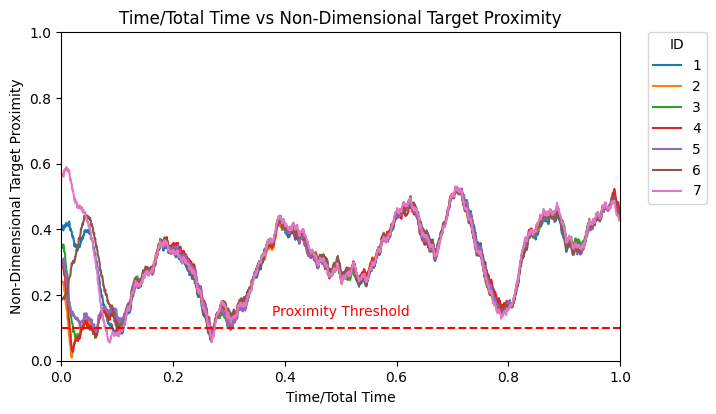 Time/Total Time vs Non-Dimensional Target Proximity
ID
1
2
3
4
5
6
7
Non-Dimensional Target Proximity
1.0
0.8
0.6
0.4
0.2
0.0
Proximity Threshold
0.0 0.2 0.4 0.6 0.8 1.0
Time/Total Time